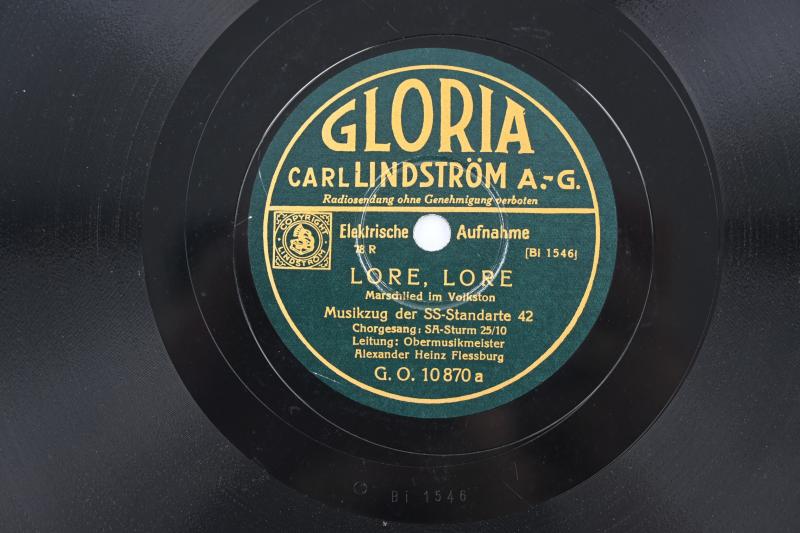 GLORIA
CARL LINDSTRÖM A.-G.
Radiosendung ohne Genehmigung verboten
COPYRIGHT
LINDSTRÖM
Elektrische Aufnahme
78 R
[Bi 1546]
LORE, LORE
Marschlied im Volkston
Musikzug der SS-Standarte 42
Chorgesang: SA-Sturm 25/10
Leitung: Obermusikmeister
Alexander Heinz Flessburg
G. O. 10 870 a
Bi 1546